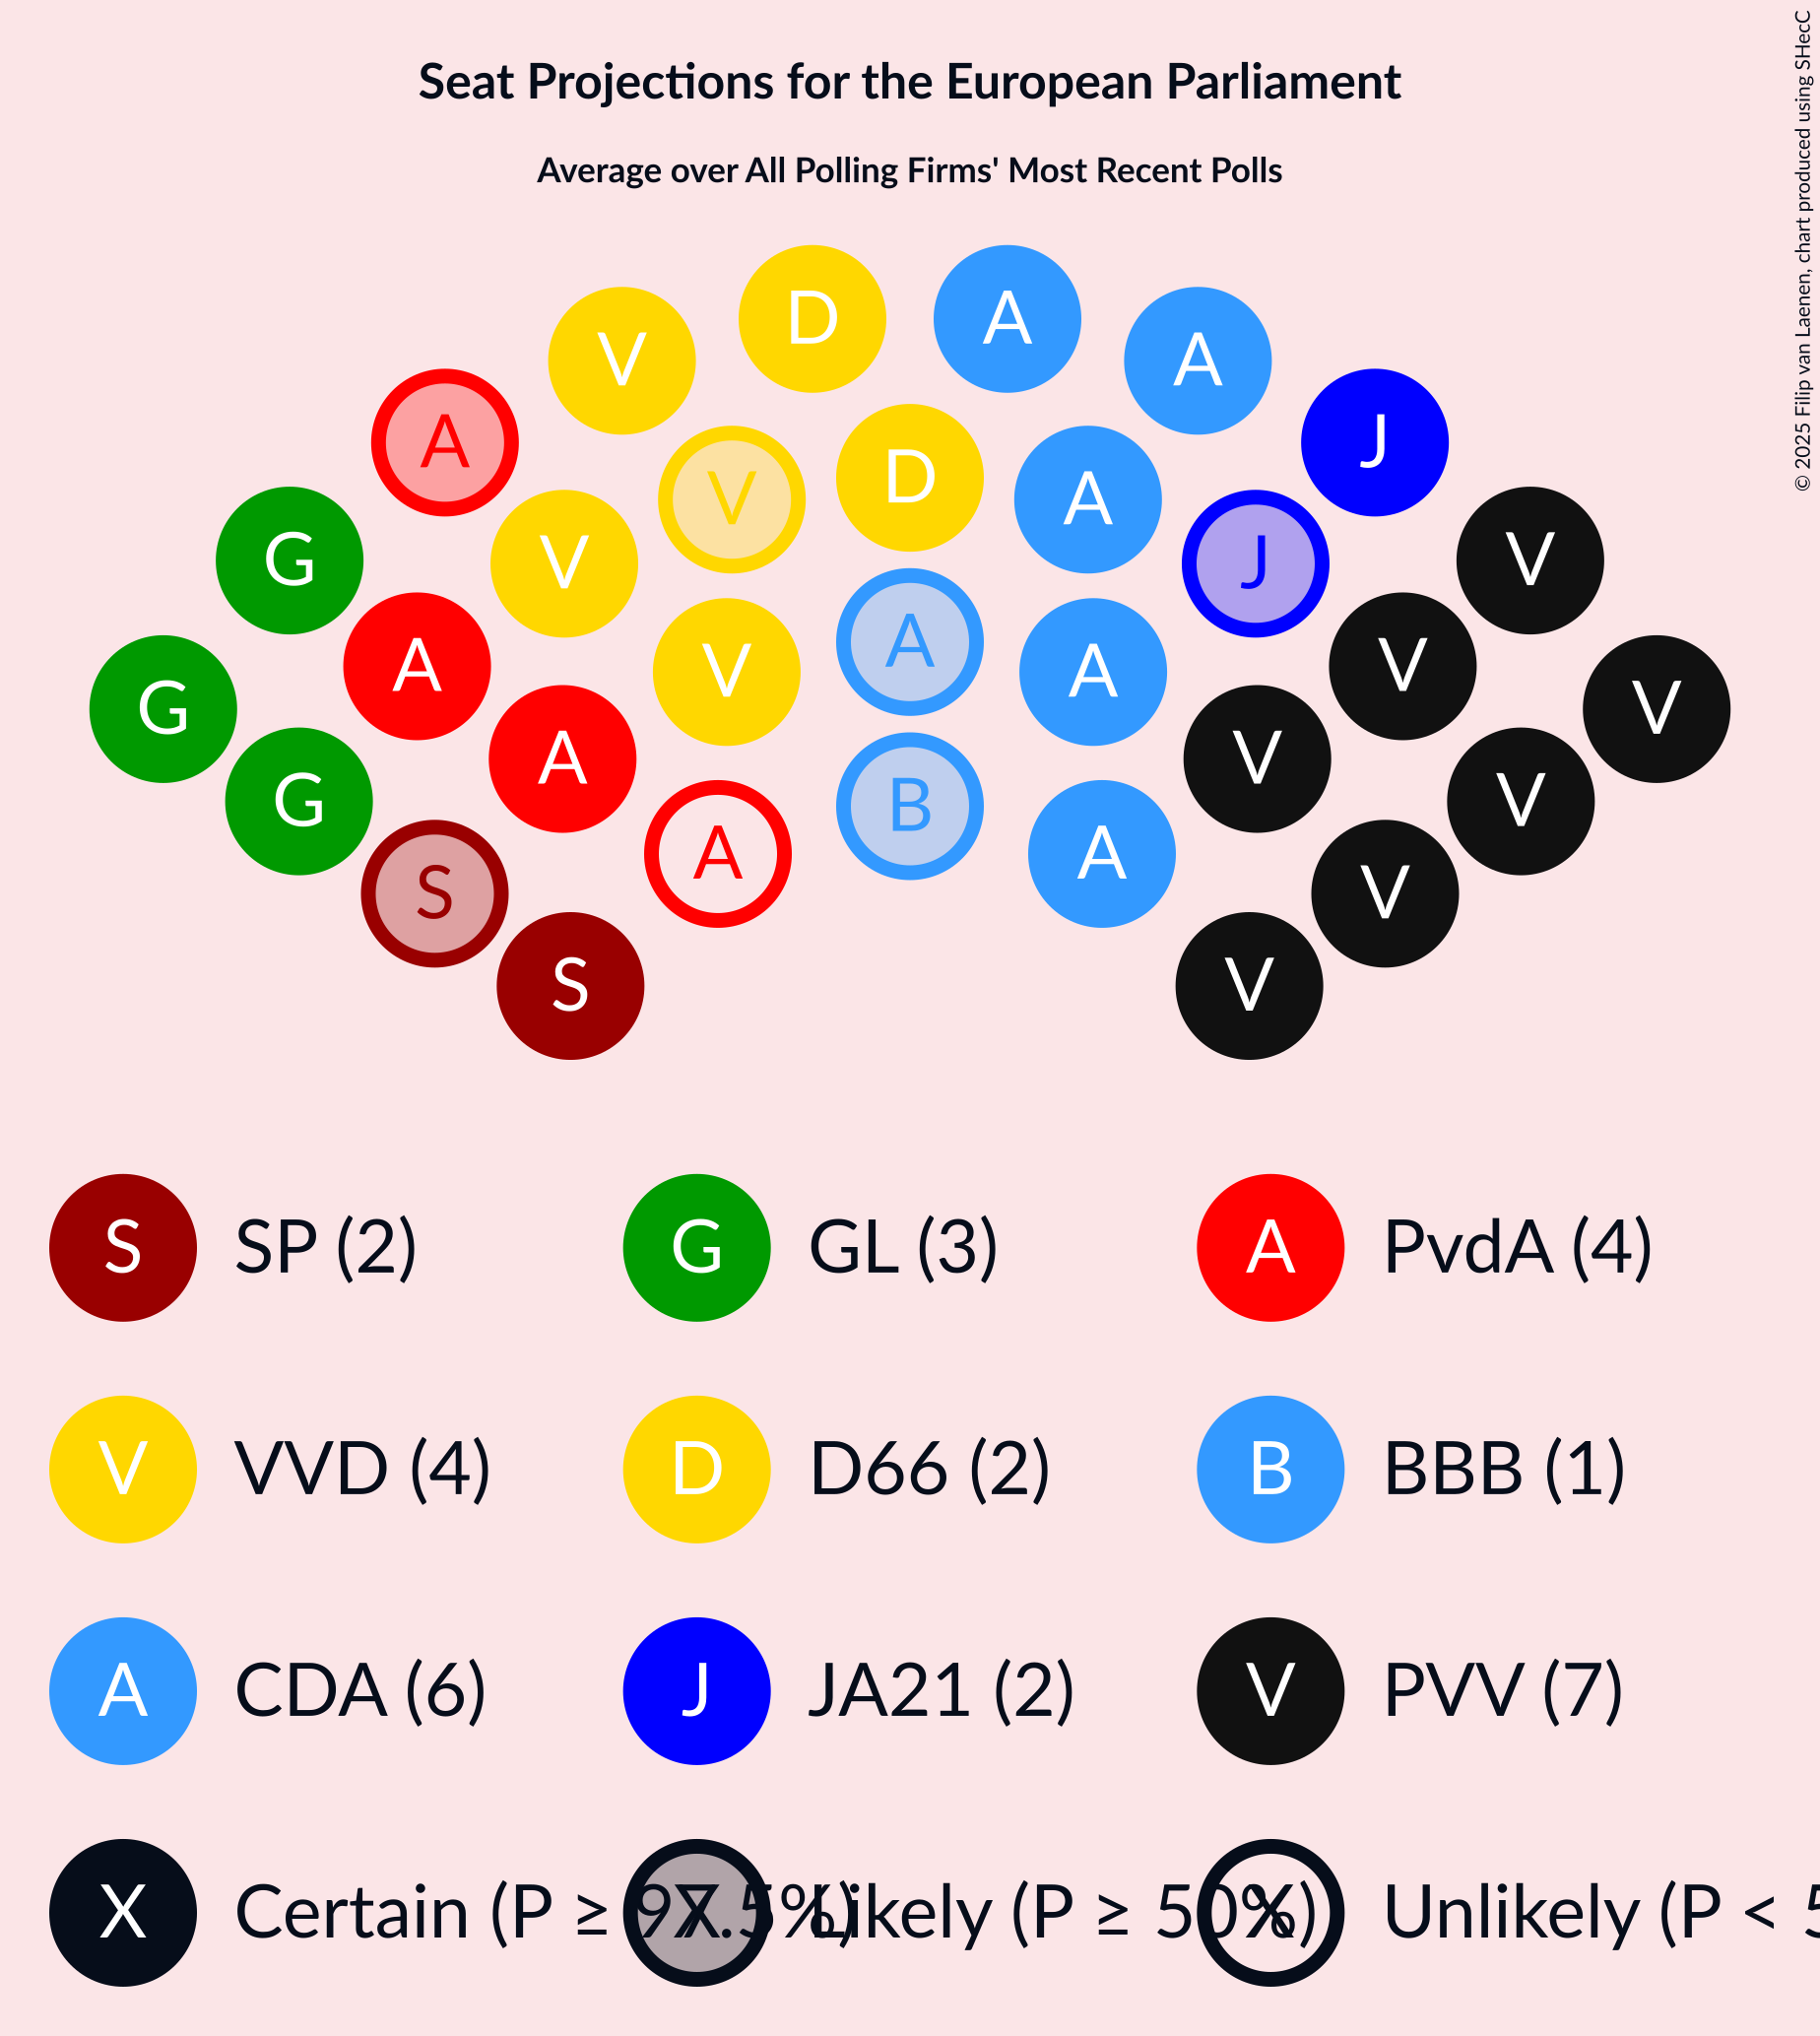 Seat Projections for the European Parliament
Average over All Polling Firms' Most Recent Polls
© 2025 Filip van Laenen, chart produced using SHecC
D A
V A
A J
V D A
G V V J V
A A A V
G V A V
G A B V V
S A A V
S V
S SP (2) G GL (3) A PvdA (4)
V VVD (4) D D66 (2) B BBB (1)
A CDA (6) J JA21 (2) V PVV (7)
X Certain (P ≥ 97.5%) X Likely (P ≥ 50%) X Unlikely (P < 5